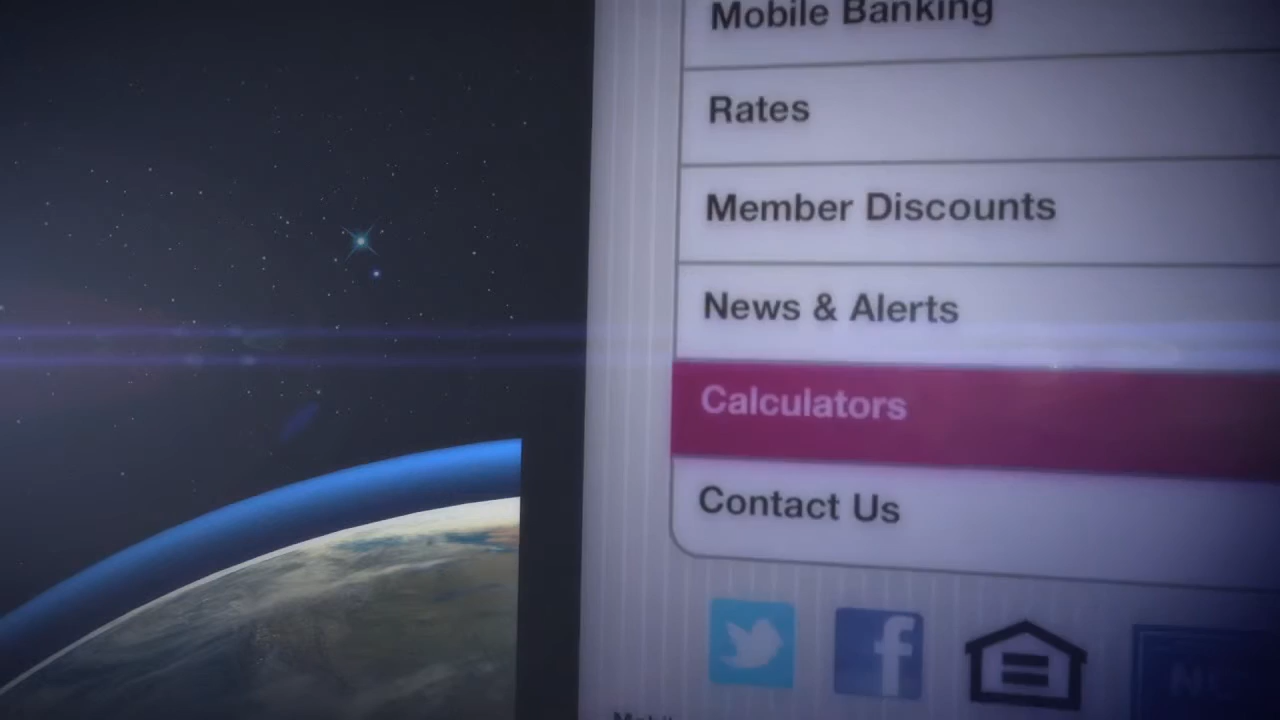 Mobile Banking
Rates
Member Discounts
News & Alerts
Calculators
Contact Us
f